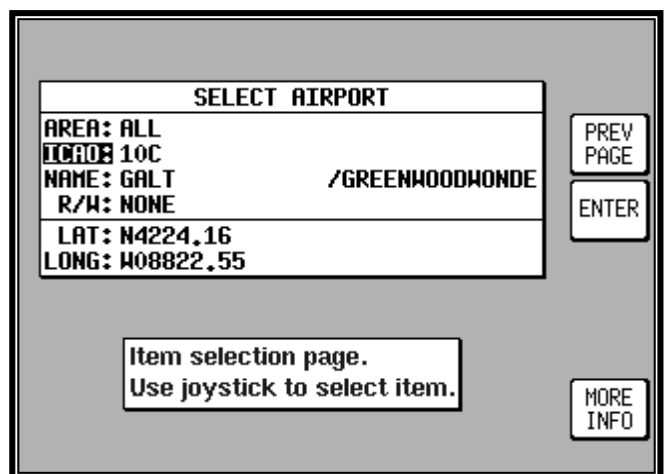 SELECT AIRPORT
AREA: ALL
ICAO: 10C
NAME: GALT /GREENWOODWONDE
R/W: NONE
LAT: N4224.16
LONG: W08822.55
PREV
PAGE
ENTER
Item selection page.
Use joystick to select item.
MORE
INFO